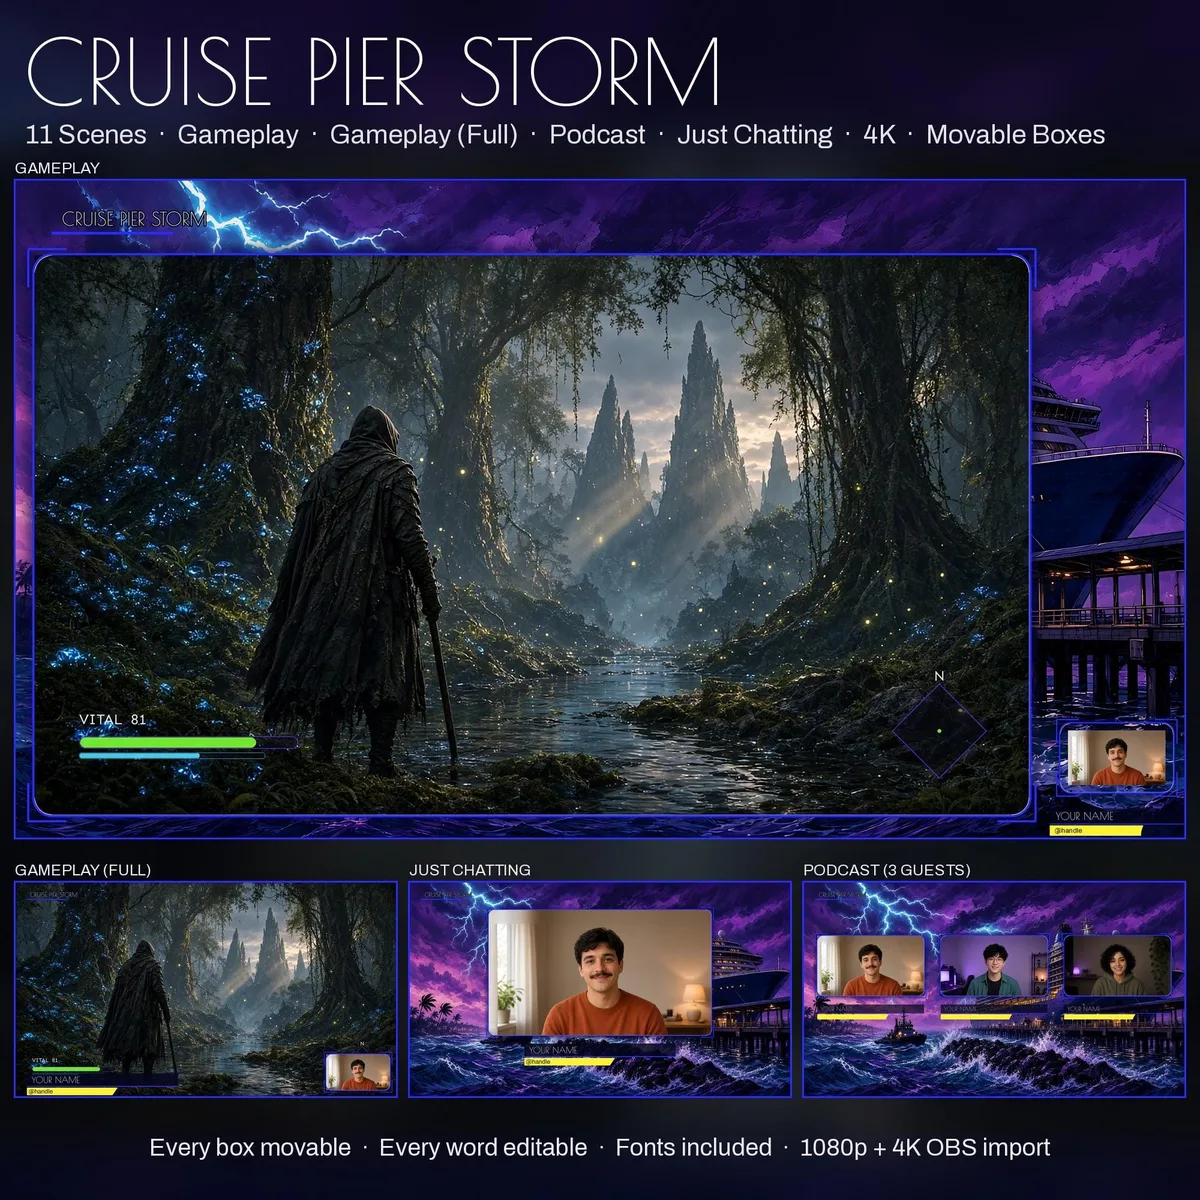 CRUISE PIER STORM
11 Scenes · Gameplay · Gameplay (Full) · Podcast · Just Chatting · 4K · Movable Boxes
GAMEPLAY
CRUISE PIER STORM
VITAL 81
N
YOUR NAME
@handle
GAMEPLAY (FULL)
CRUISE PIER STORM
N
VITAL 81
YOUR NAME
@handle
JUST CHATTING
YOUR NAME
@handle
PODCAST (3 GUESTS)
Every box movable · Every word editable · Fonts included · 1080p + 4K OBS import